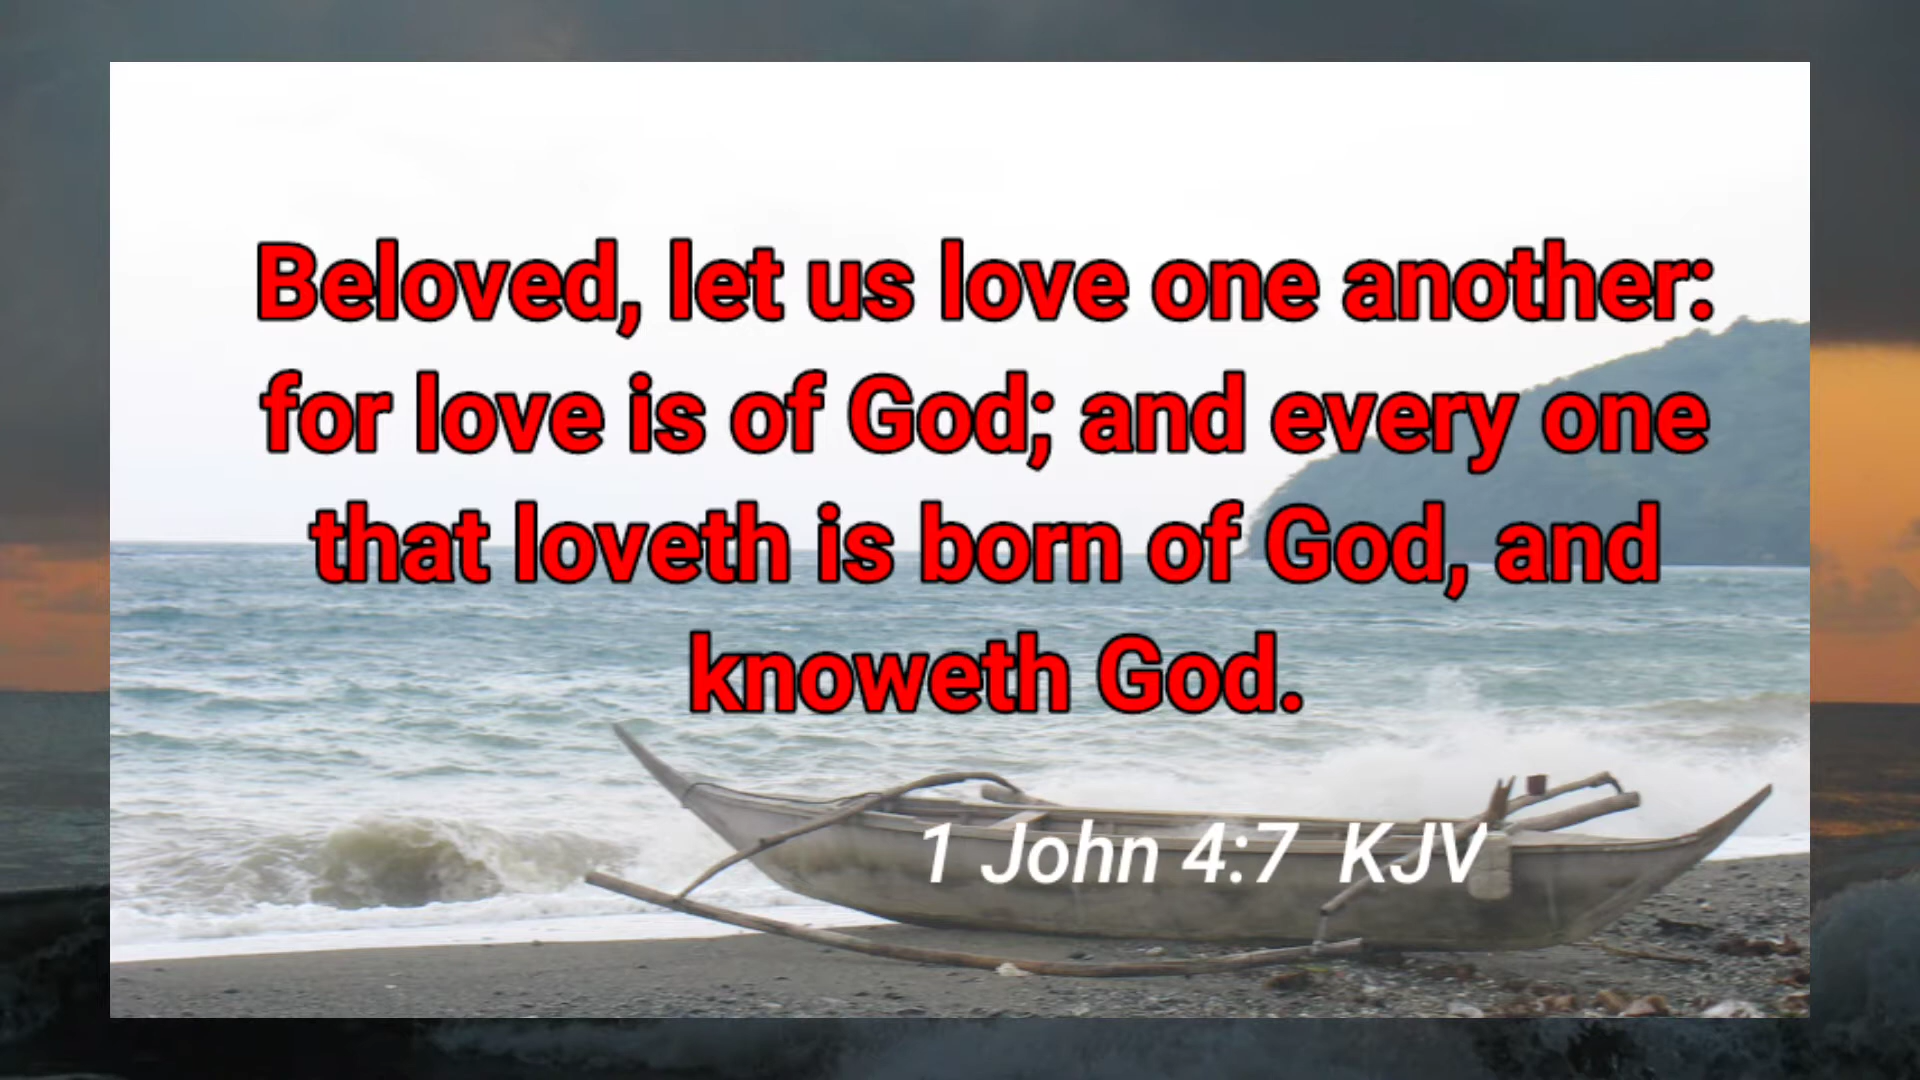 Beloved, let us love one another:
for love is of God; and every one
that loveth is born of God, and
knoweth God.
1 John 4:7 KJV